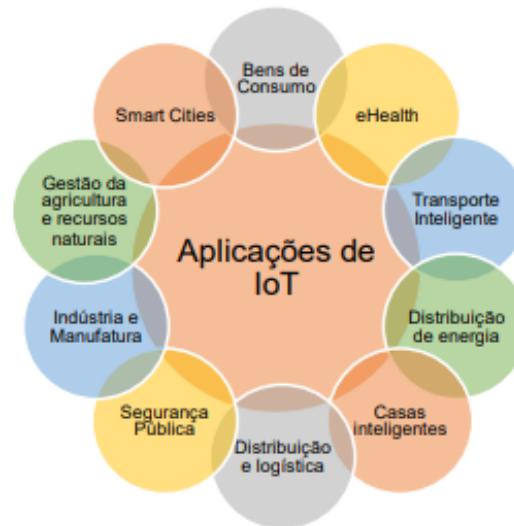 Bens de
Consumo
eHealth
Transporte
Inteligente
Distribuição
de energia
Casas
inteligentes
Distribuição
e logística
Segurança
Pública
Indústria e
Manufatura
Gestão da
agricultura
e recursos
naturais
Smart Cities
Aplicações de
IoT